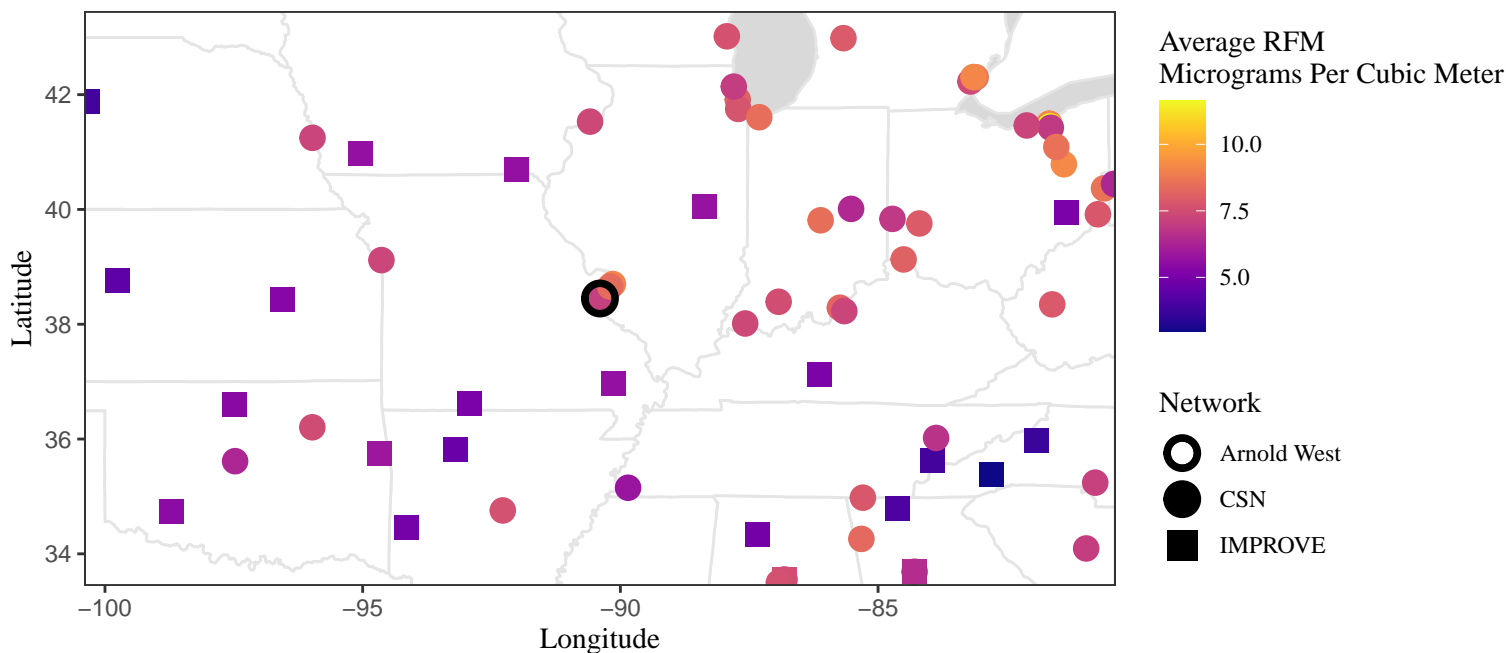 Average RFM
Micrograms Per Cubic Meter
10.0
7.5
5.0
Network
Arnold West
CSN
IMPROVE
Latitude
42
40
38
36
34
−100
−95
−90
−85
Longitude